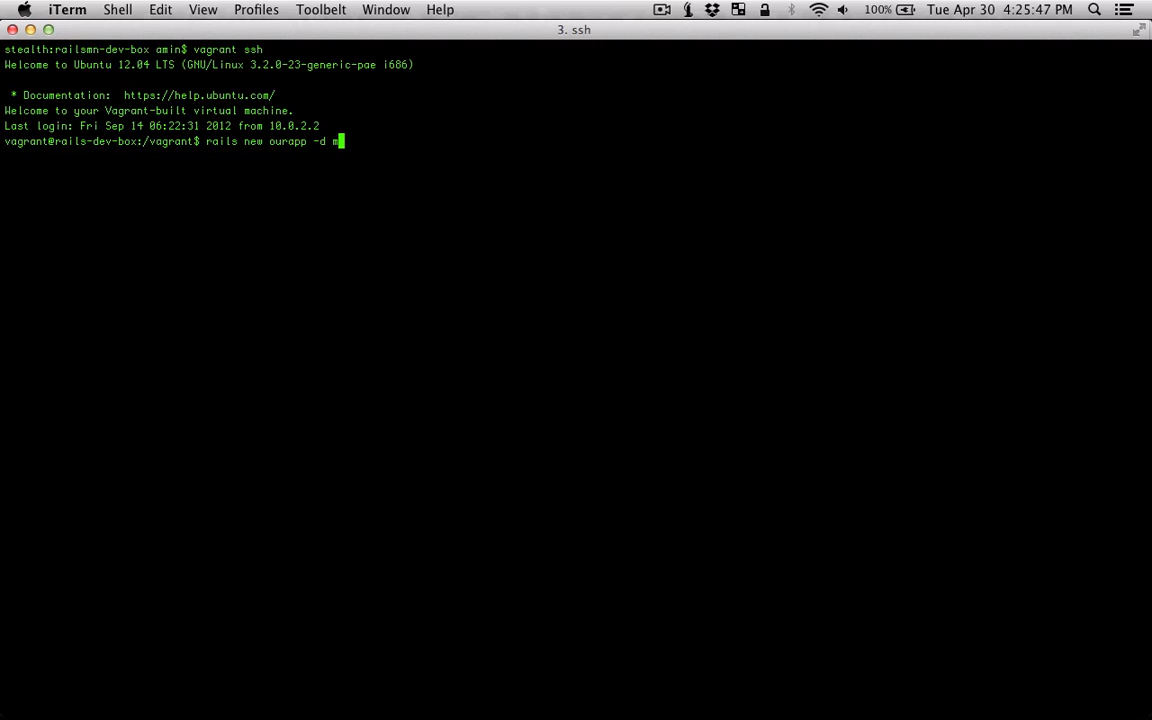 iTerm Shell Edit View Profiles Toolbelt Window Help 100% Tue Apr 30 4:25:47 PM
3. ssh
stealth:railsmn-dev-box amin$ vagrant ssh
Welcome to Ubuntu 12.04 LTS (GNU/Linux 3.2.0-23-generic-pae i686)
* Documentation: https://help.ubuntu.com/
Welcome to your Vagrant-built virtual machine.
Last login: Fri Sep 14 06:22:31 2012 from 10.0.2.2
vagrant@rails-dev-box:/vagrant$ rails new ourapp -d m